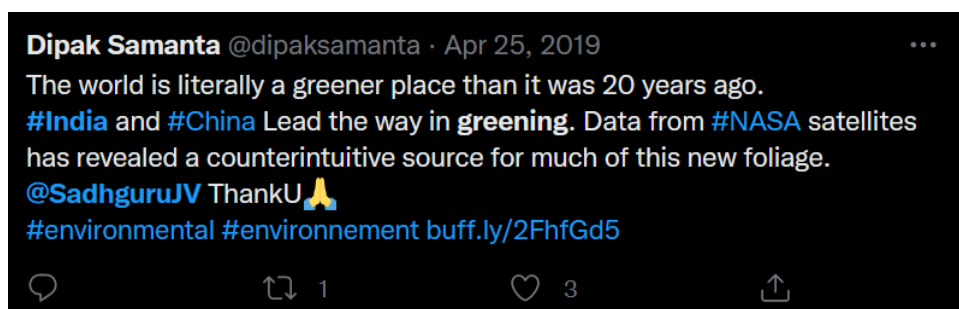 Dipak Samanta @dipaksamanta · Apr 25, 2019
The world is literally a greener place than it was 20 years ago.
#India and #China Lead the way in greening. Data from #NASA satellites
has revealed a counterintuitive source for much of this new foliage.
@SadhguruJV ThankU🙏
#environmental #environnement buff.ly/2FhfGd5
1 3